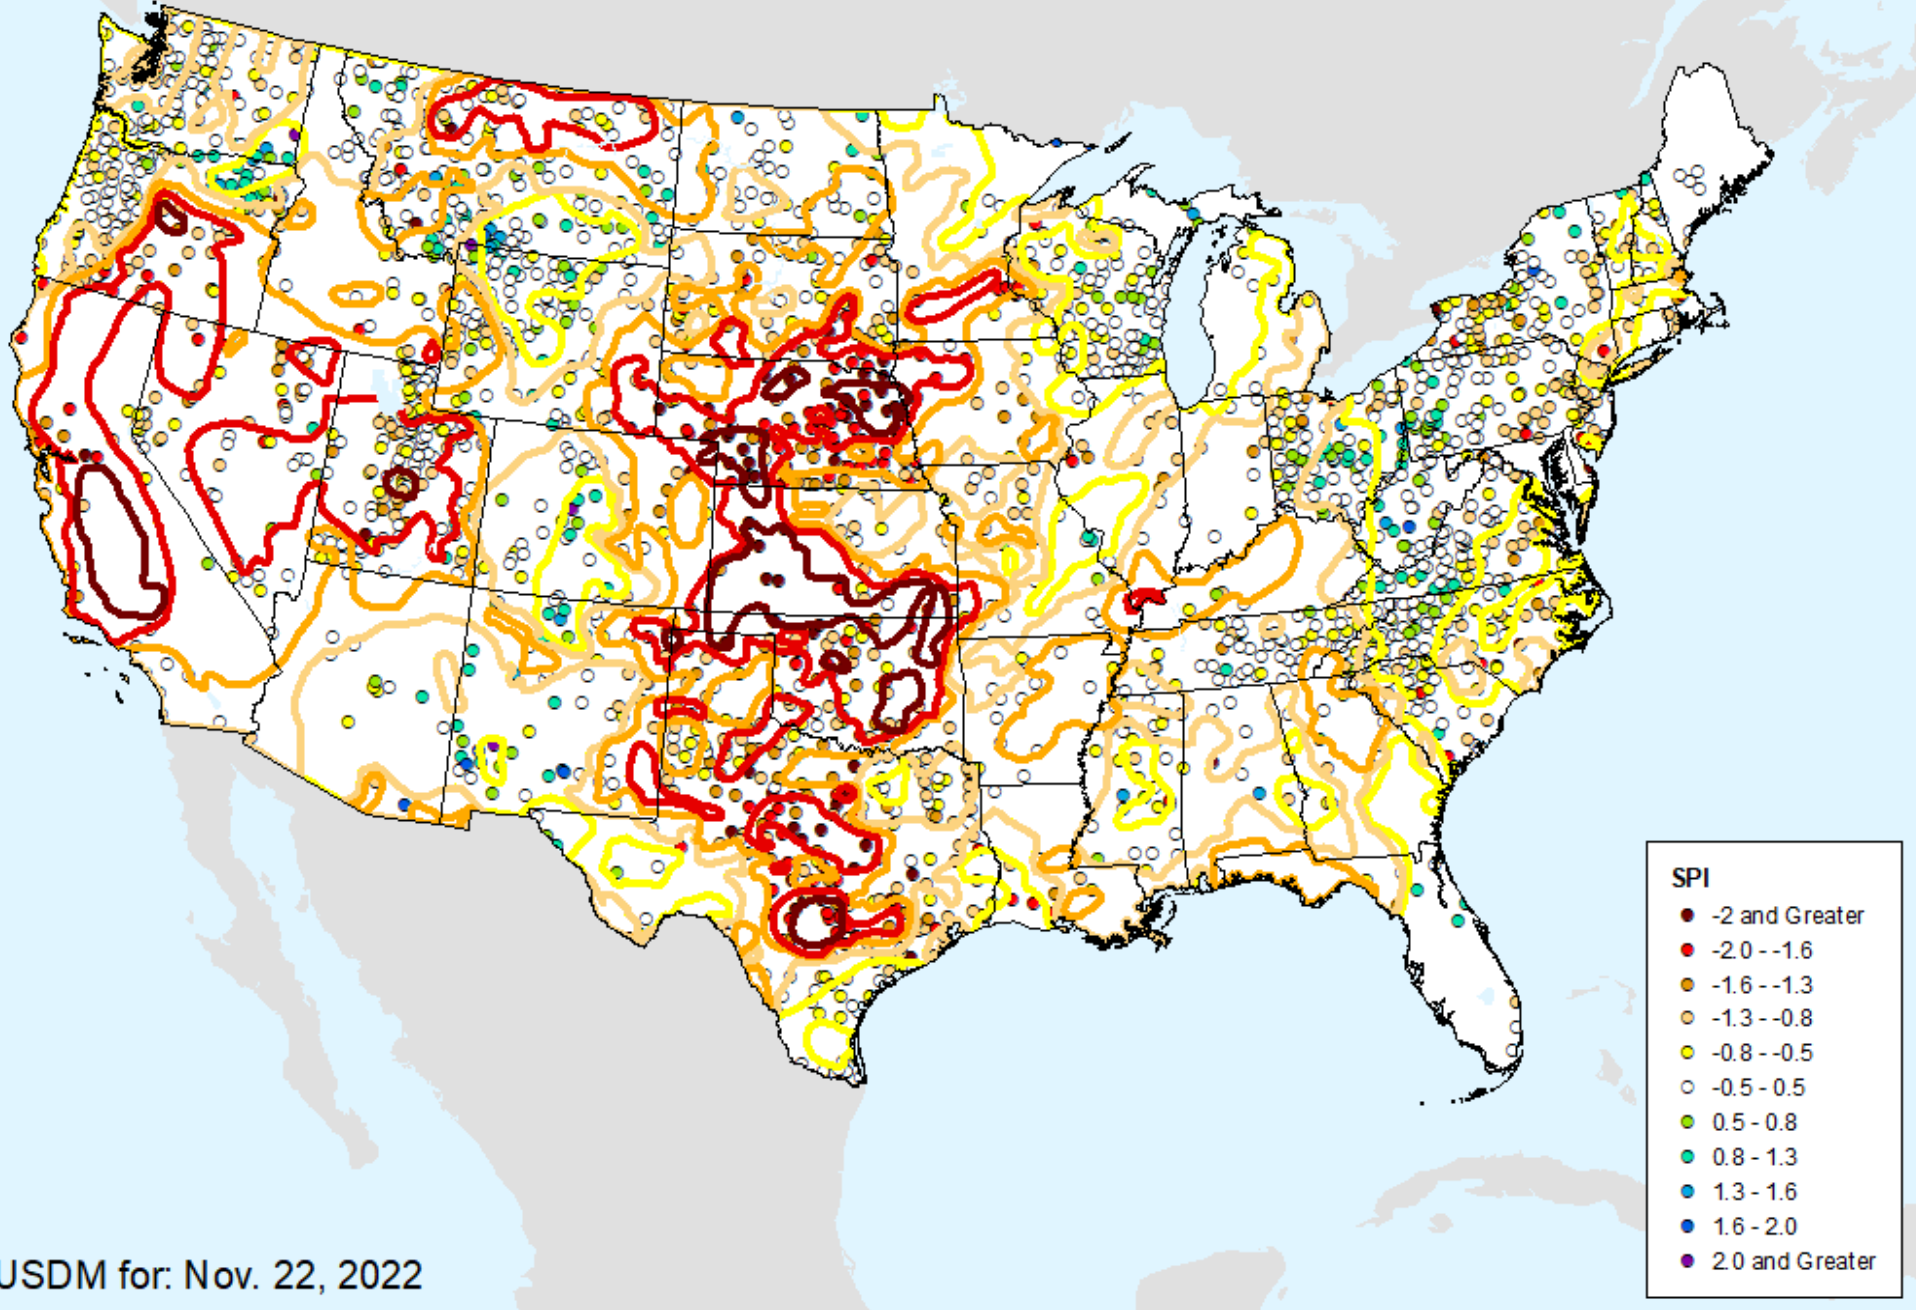 SPI
-2 and Greater
-2.0 - -1.6
-1.6 - -1.3
-1.3 - -0.8
-0.8 - -0.5
-0.5 - 0.5
0.5 - 0.8
0.8 - 1.3
1.3 - 1.6
1.6 - 2.0
2.0 and Greater
USDM for: Nov. 22, 2022